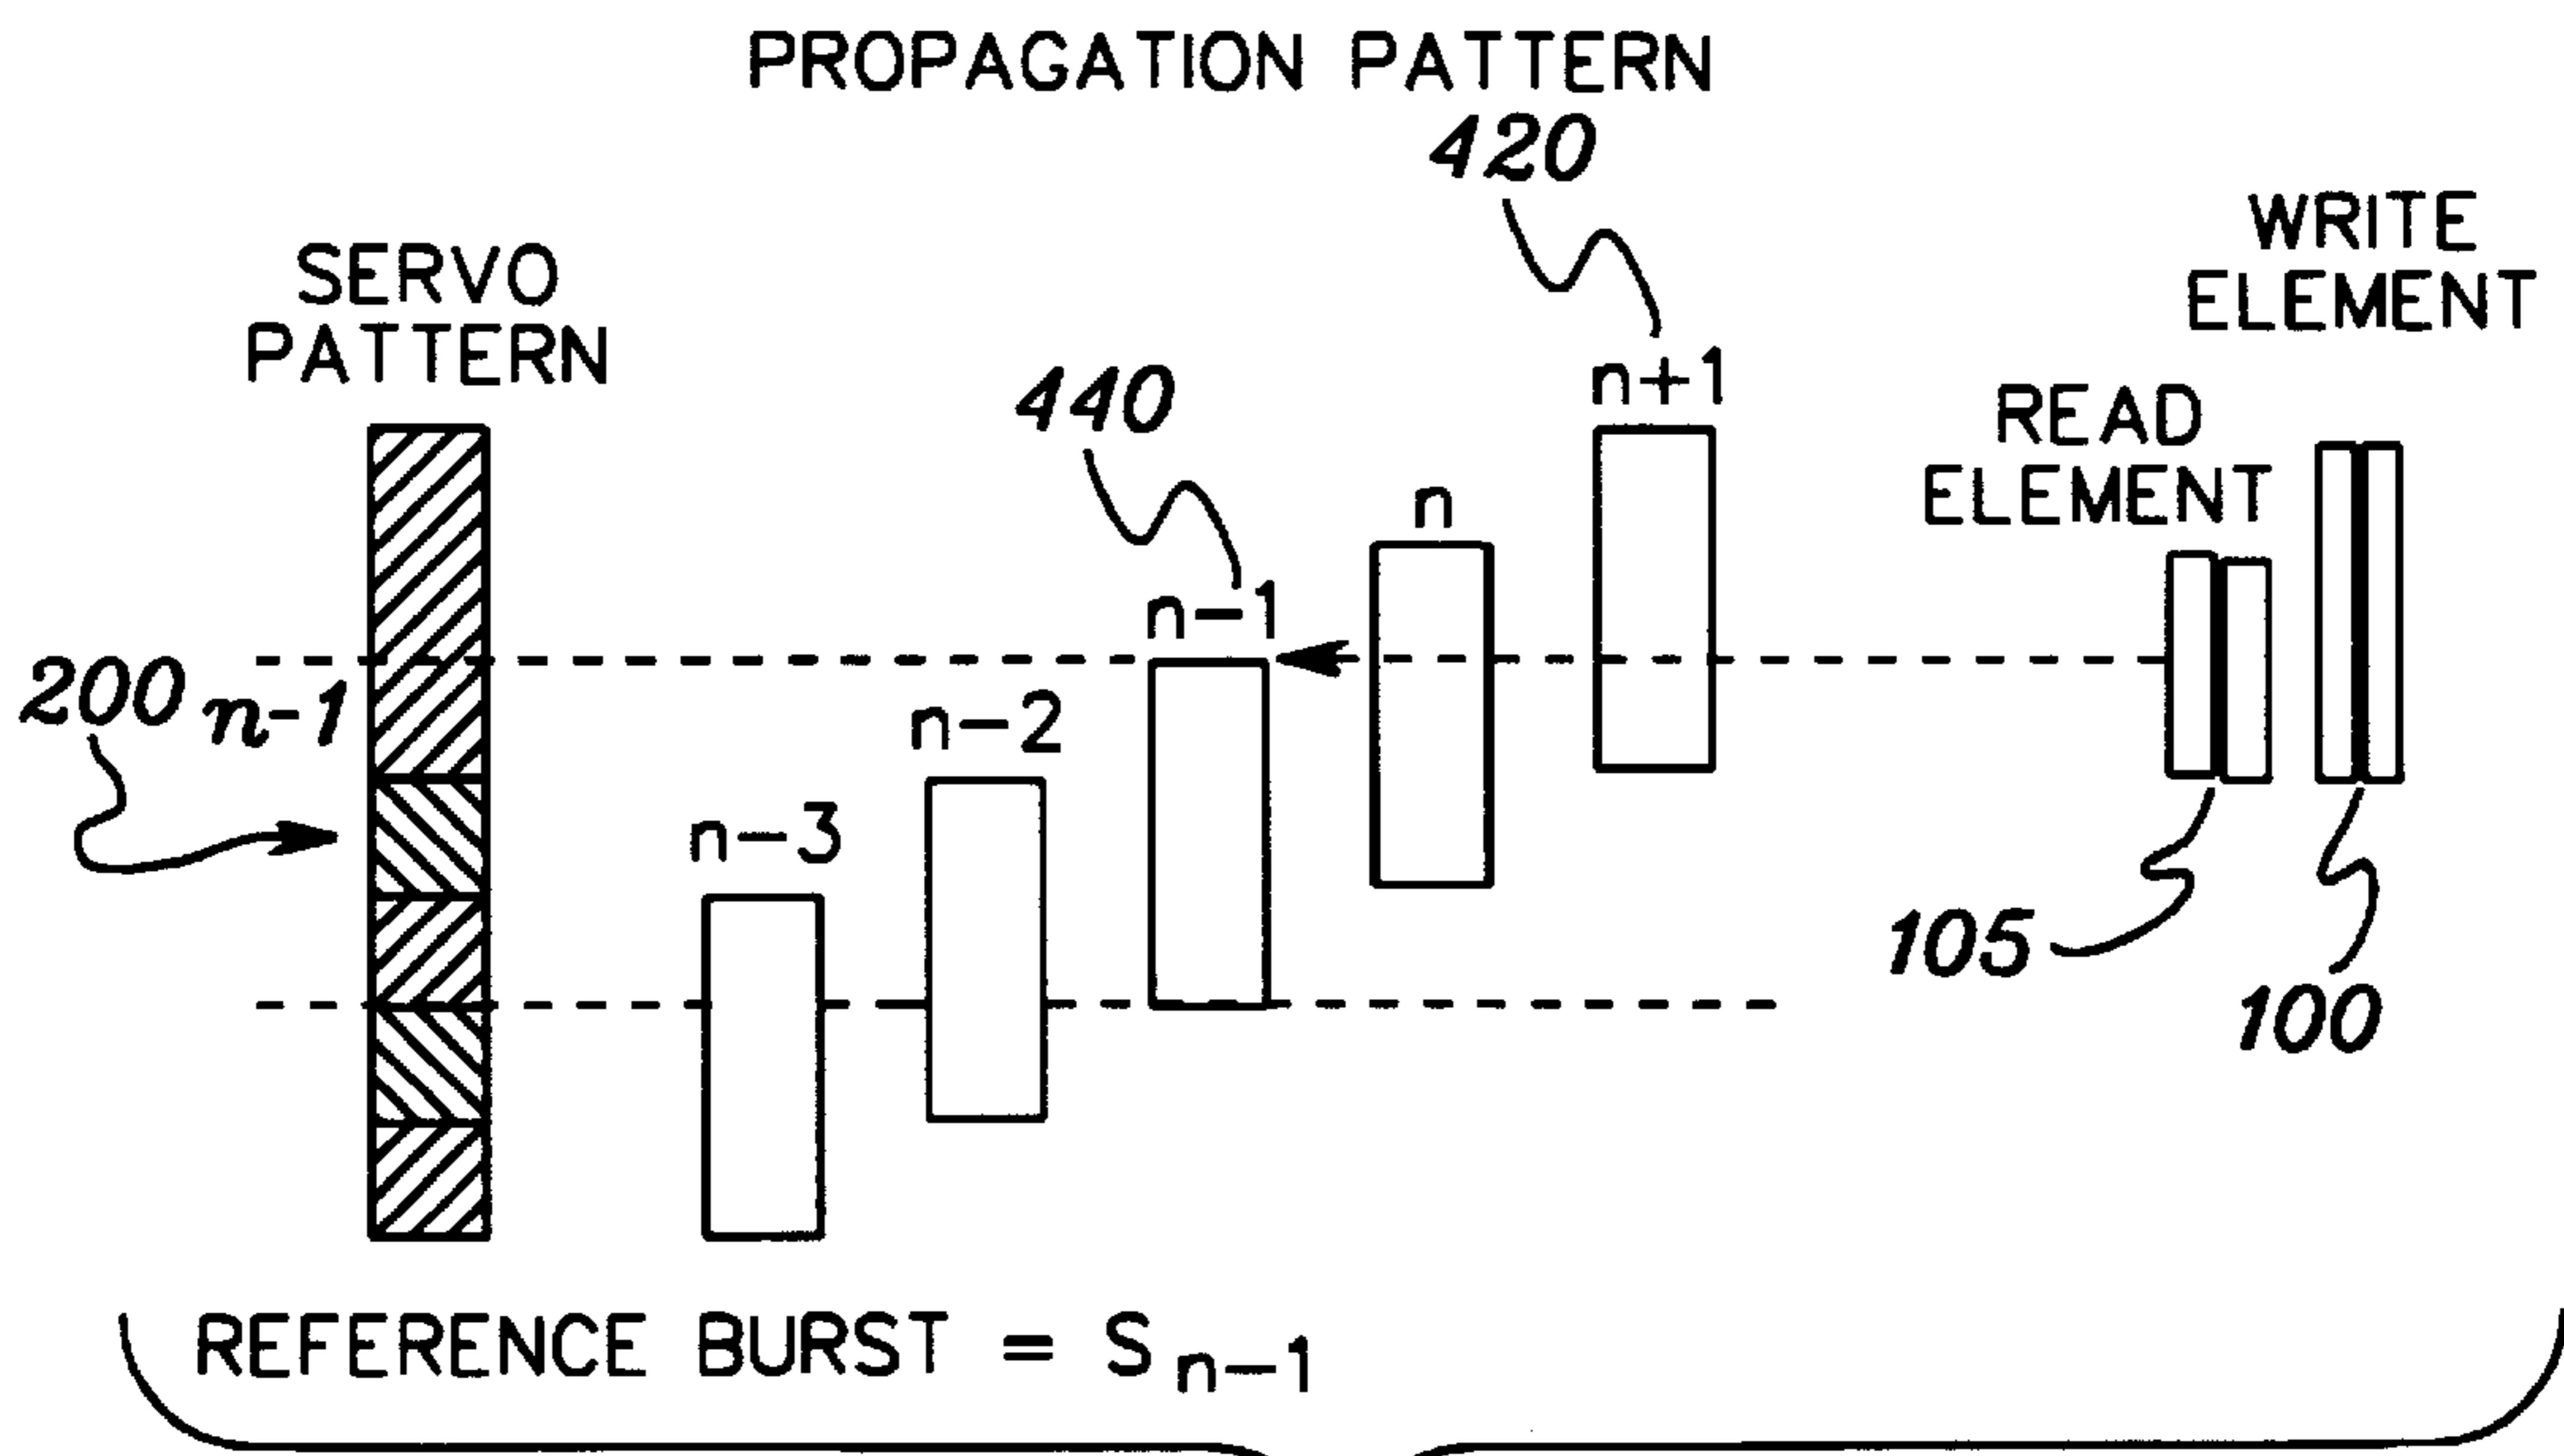 PROPAGATION PATTERN
420
WRITE
ELEMENT
SERVO
PATTERN
440
n+1
READ
ELEMENT
n
n-1
200
n-1
n-2
n-3
105
100
REFERENCE BURST = S n-1